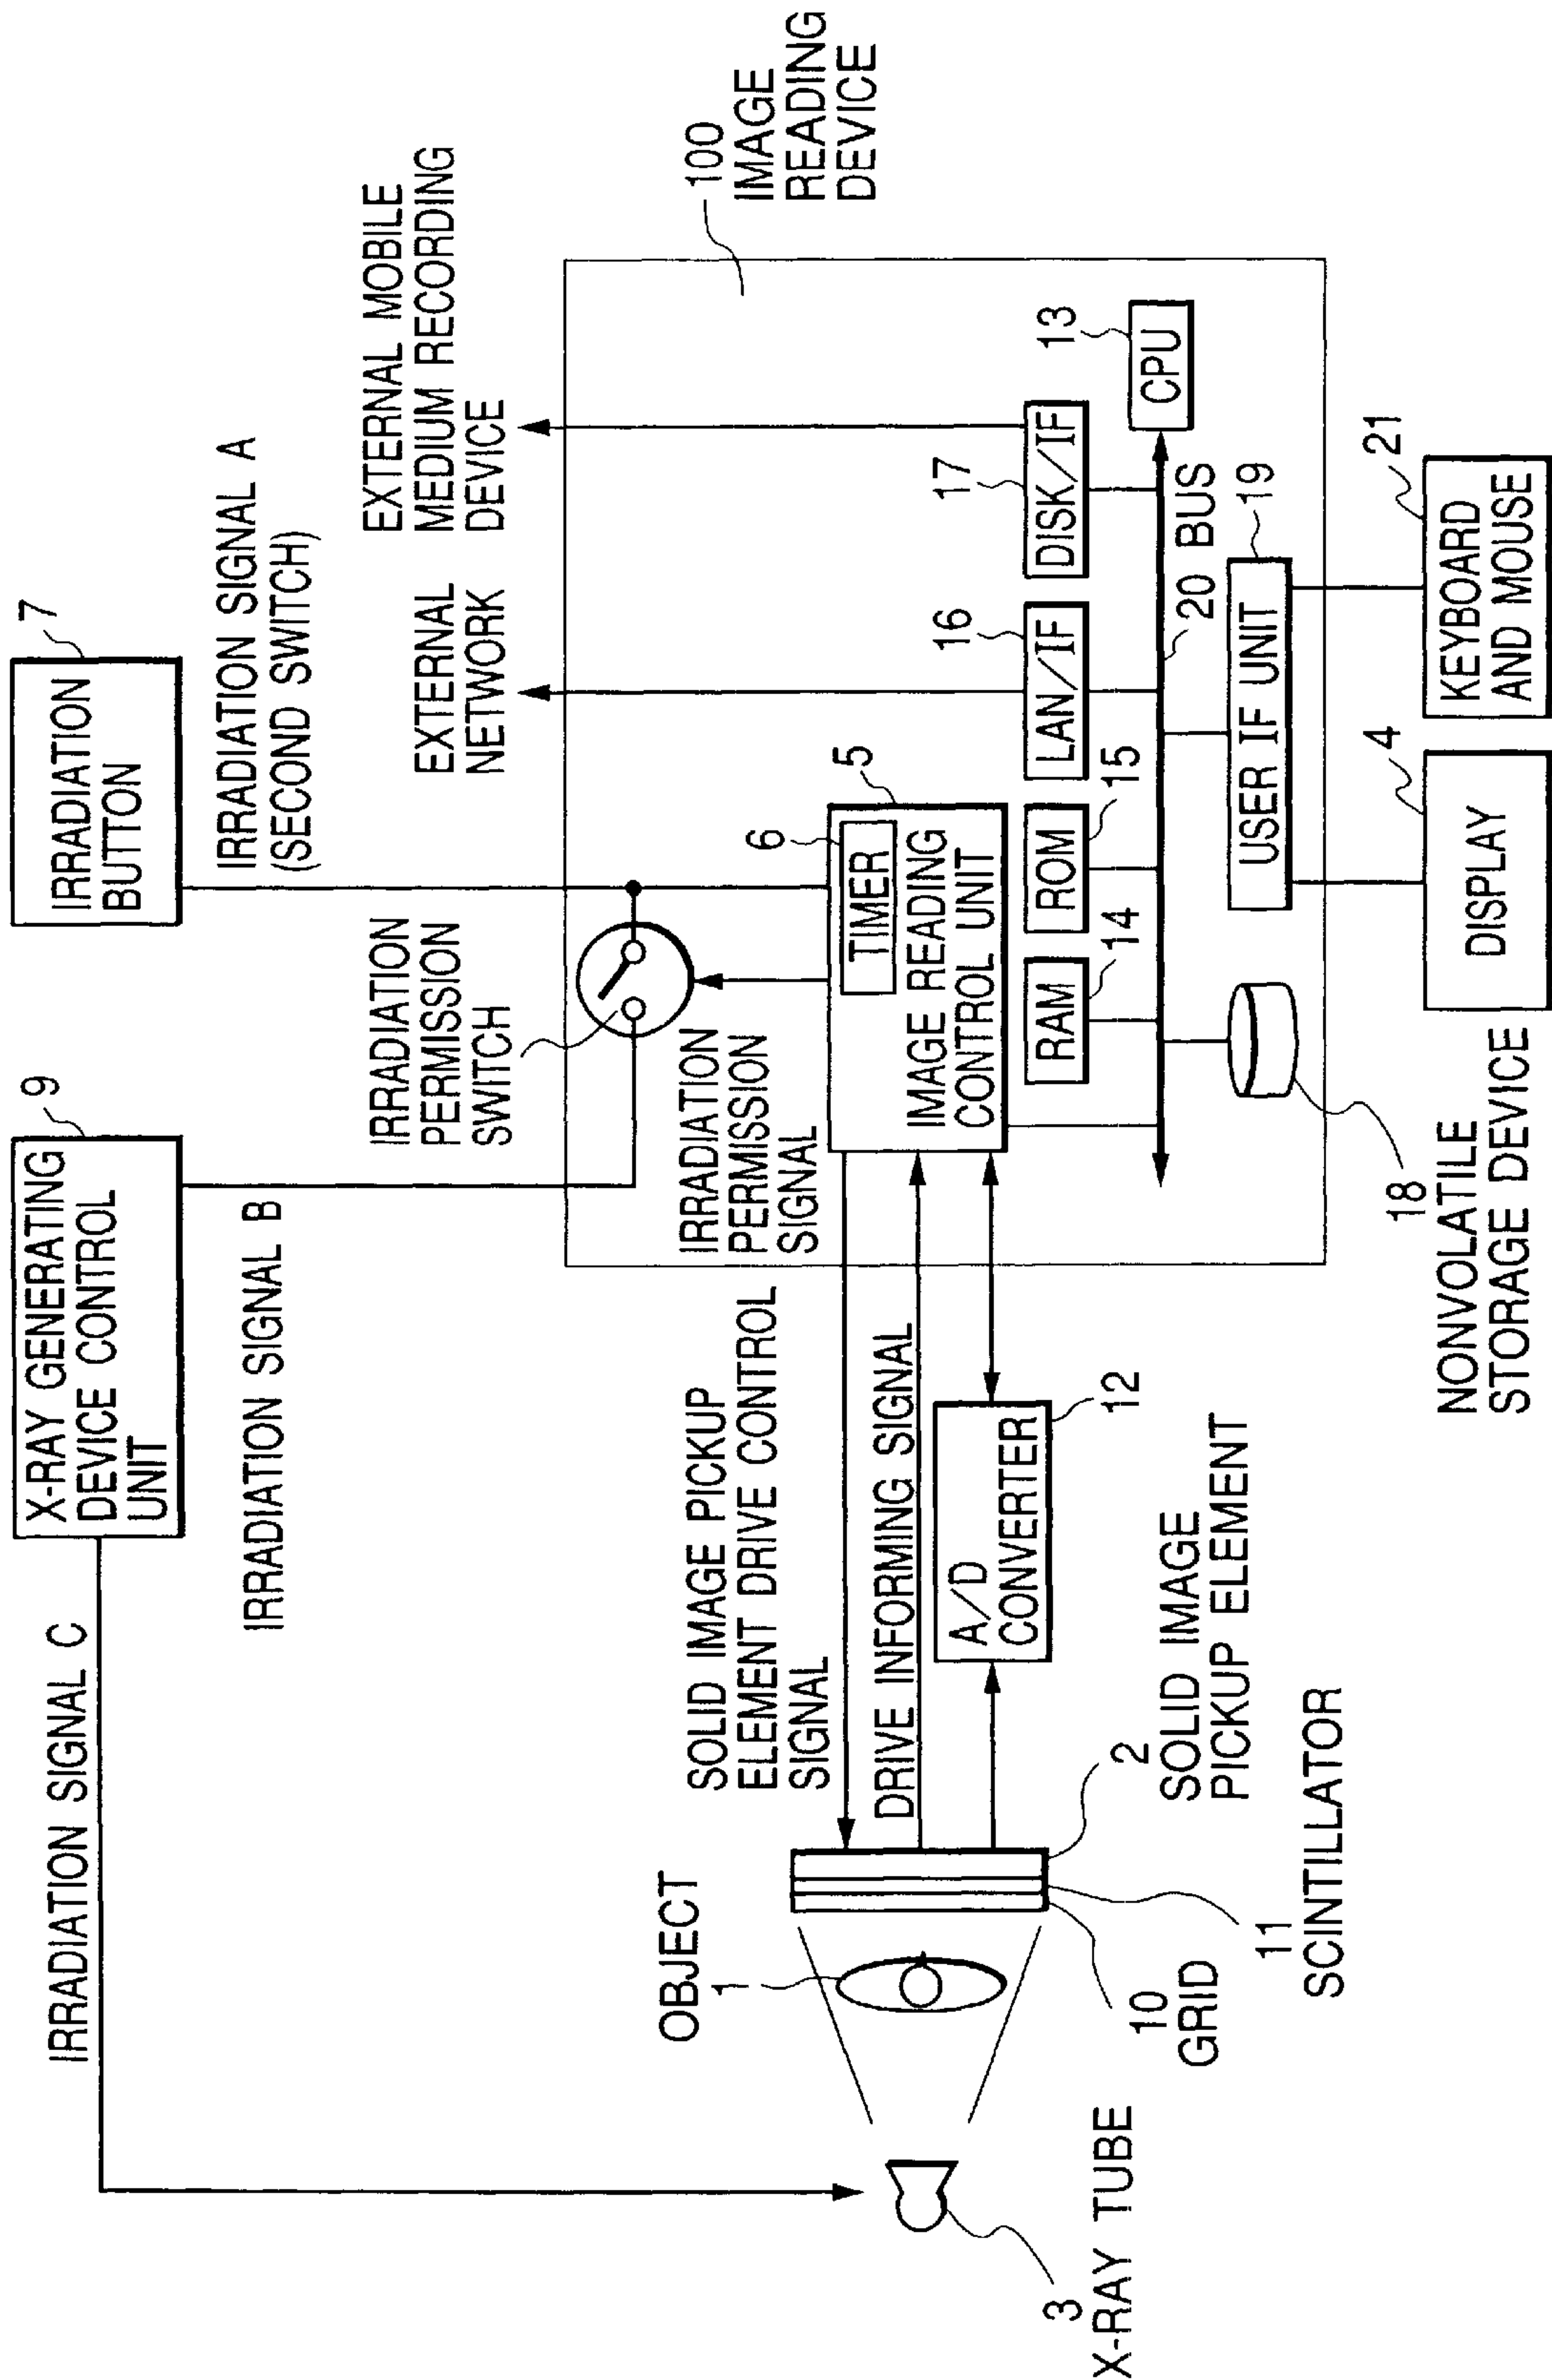 9
X-RAY GENERATING
DEVICE CONTROL
UNIT
7
IRRADIATION
BUTTON
IRRADIATION SIGNAL C
IRRADIATION SIGNAL B
IRRADIATION SIGNAL A
(SECOND SWITCH)
IRRADIATION
PERMISSION
SWITCH
EXTERNAL
NETWORK
EXTERNAL MOBILE
MEDIUM RECORDING
DEVICE
100
IMAGE
READING
DEVICE
IRRADIATION
PERMISSION
SIGNAL
SOLID IMAGE PICKUP
ELEMENT DRIVE CONTROL
SIGNAL
OBJECT
1
6
TIMER
5
IMAGE READING
CONTROL UNIT
DRIVE INFORMING SIGNAL
A/D
CONVERTER
12
RAM
14
ROM
15
16
LAN/IF
17
DISK/IF
13
CPU
20 BUS
USER IF UNIT
19
3
X-RAY TUBE
10
GRID
11
SCINTILLATOR
2
SOLID IMAGE
PICKUP ELEMENT
18
NONVOLATILE
STORAGE DEVICE
4
DISPLAY
21
KEYBOARD
AND MOUSE